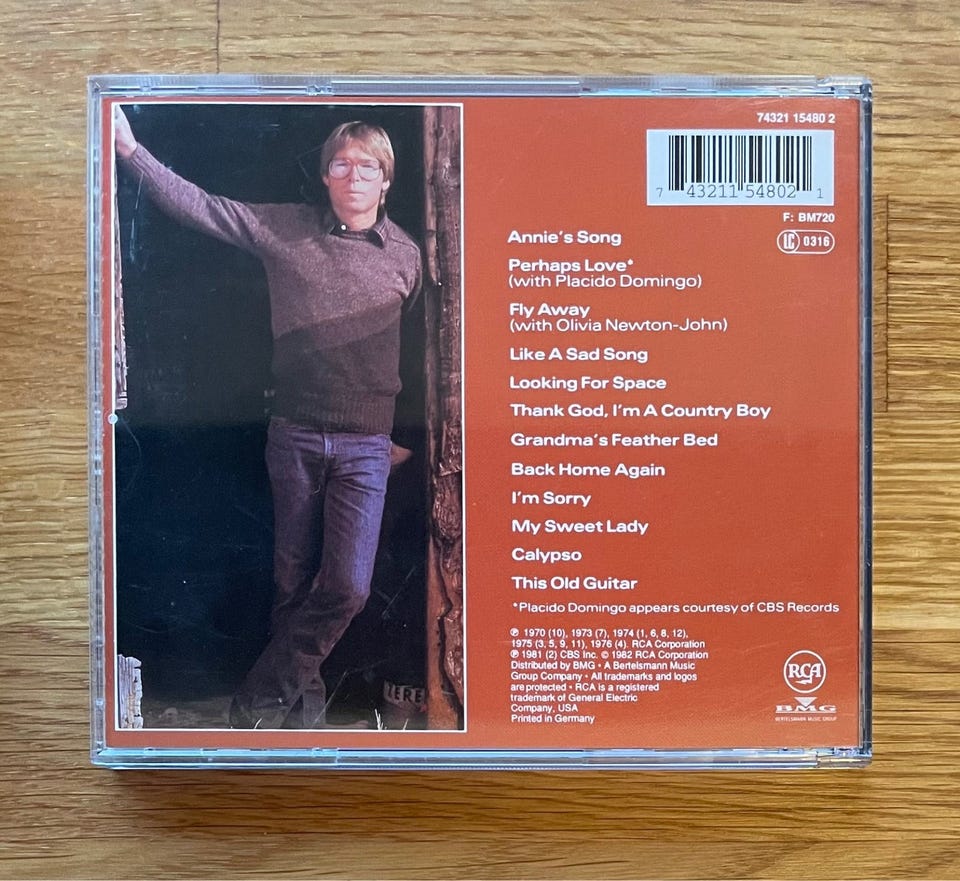 74321 15480 2
7 43211 54802 1
F: BM720
LC 0316
Annie's Song
Perhaps Love*
(with Placido Domingo)
Fly Away
(with Olivia Newton-John)
Like A Sad Song
Looking For Space
Thank God, I'm A Country Boy
Grandma's Feather Bed
Back Home Again
I'm Sorry
My Sweet Lady
Calypso
This Old Guitar
*Placido Domingo appears courtesy of CBS Records
℗ 1970 (10), 1973 (7), 1974 (1, 6, 8, 12),
1975 (3, 5, 9, 11), 1976 (4). RCA Corporation
℗ 1981 (2) CBS Inc. © 1982 RCA Corporation
Distributed by BMG • A Bertelsmann Music
Group Company • All trademarks and logos
are protected • RCA is a registered
trademark of General Electric
Company, USA
Printed in Germany
RCA
BMG
BERTELSMANN MUSIC GROUP